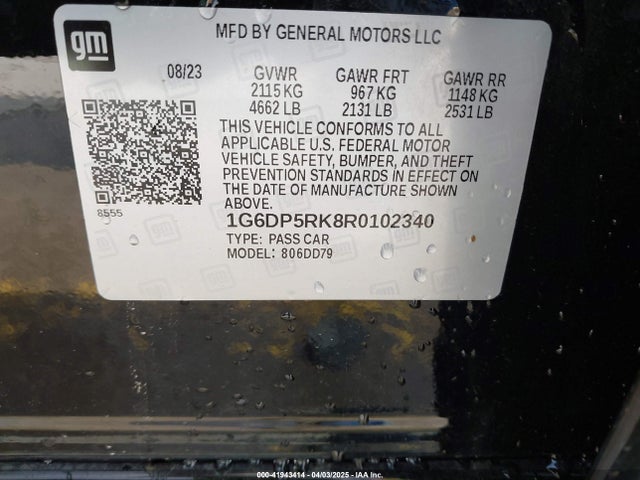 gm
MFD BY GENERAL MOTORS LLC
08/23 GVWR GAWR FRT GAWR RR
2115 KG 967 KG 1148 KG
4662 LB 2131 LB 2531 LB
THIS VEHICLE CONFORMS TO ALL
APPLICABLE U.S. FEDERAL MOTOR
VEHICLE SAFETY, BUMPER, AND THEFT
PREVENTION STANDARDS IN EFFECT ON
THE DATE OF MANUFACTURE SHOWN
ABOVE.
8555
1G6DP5RK8R0102340
TYPE: PASS CAR
MODEL: 806DD79
000-41943414 - 04/03/2025 - IAAI